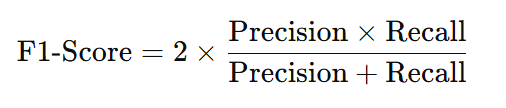 F1-Score = 2 × Precision × Recall
Precision + Recall